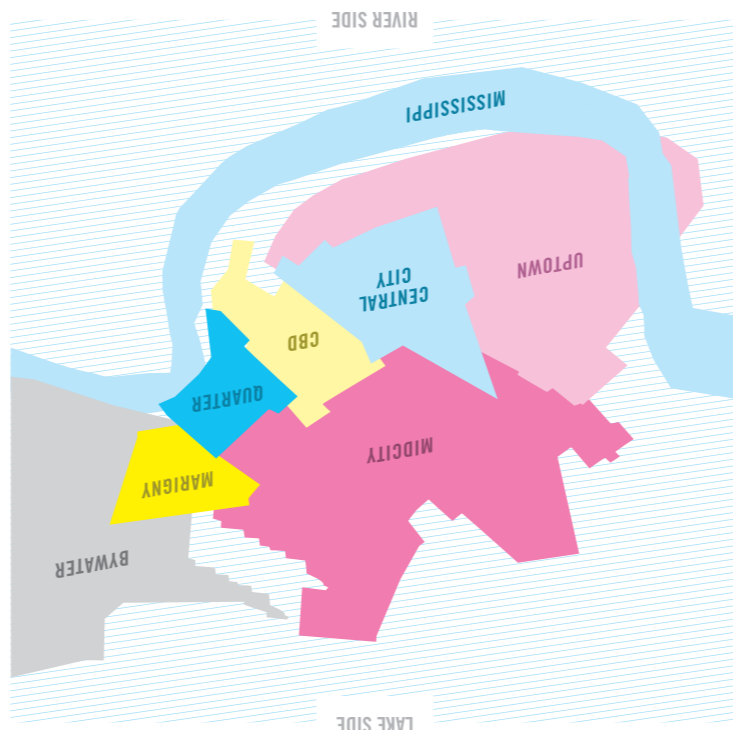 LAKE SIDE
BYWATER
MARIGNY
MIDCITY
QUARTER
CBD
CENTRAL
CITY
UPTOWN
MISSISSIPPI
RIVER SIDE